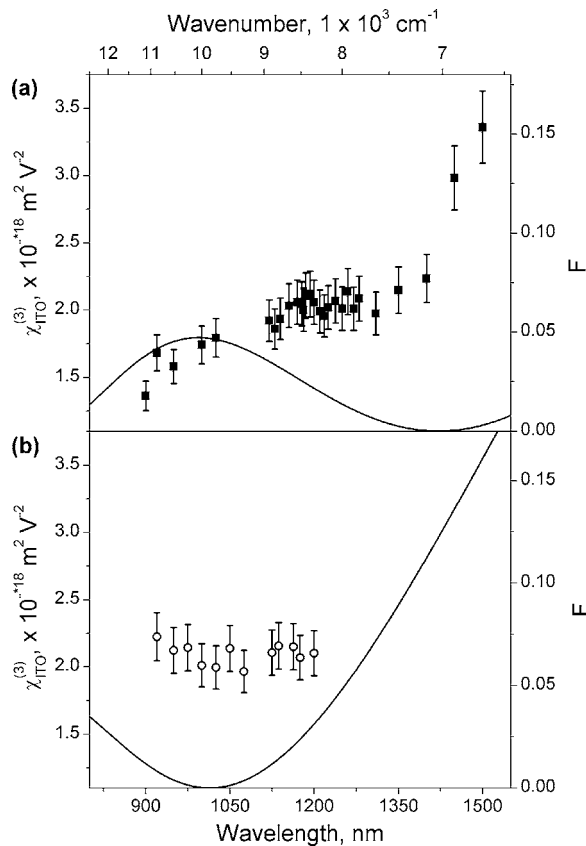 Wavenumber, 1 x 10³ cm⁻¹
12 11 10 9 8 7
(a)
3.5
3.0
2.5
2.0
1.5
χ⁽³⁾ITO, x 10⁻*¹⁸ m² V⁻²
0.15
0.10
0.05
0.00
F
(b)
3.5
3.0
2.5
2.0
1.5
χ⁽³⁾ITO, x 10⁻*¹⁸ m² V⁻²
0.15
0.10
0.05
0.00
F
900 1050 1200 1350 1500
Wavelength, nm